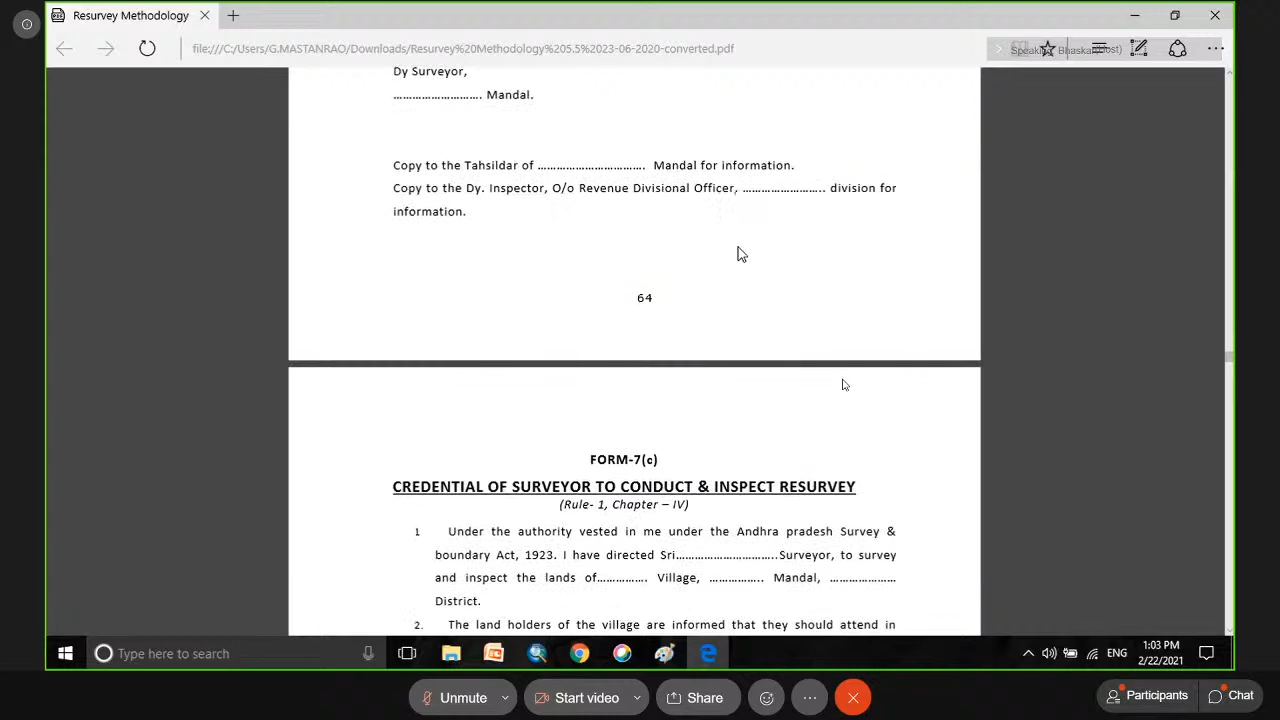 Resurvey Methodology
file:///C:/Users/G.MASTANRAO/Downloads/Resurvey%20Methodology%205.5%2023-06-2020-converted.pdf
Dy Surveyor,
………………………. Mandal.
Copy to the Tahsildar of ……………………………. Mandal for information.
Copy to the Dy. Inspector, O/o Revenue Divisional Officer, …………………….. division for
information.
64
FORM-7(c)
CREDENTIAL OF SURVEYOR TO CONDUCT & INSPECT RESURVEY
(Rule- 1, Chapter – IV)
1 Under the authority vested in me under the Andhra pradesh Survey &
boundary Act, 1923. I have directed Sri…………………………..Surveyor, to survey
and inspect the lands of……………. Village, …………….. Mandal, …………………
District.
2. The land holders of the village are informed that they should attend in
Type here to search
ENG
1:03 PM
2/22/2021
Unmute
Start video
Share
Participants
Chat